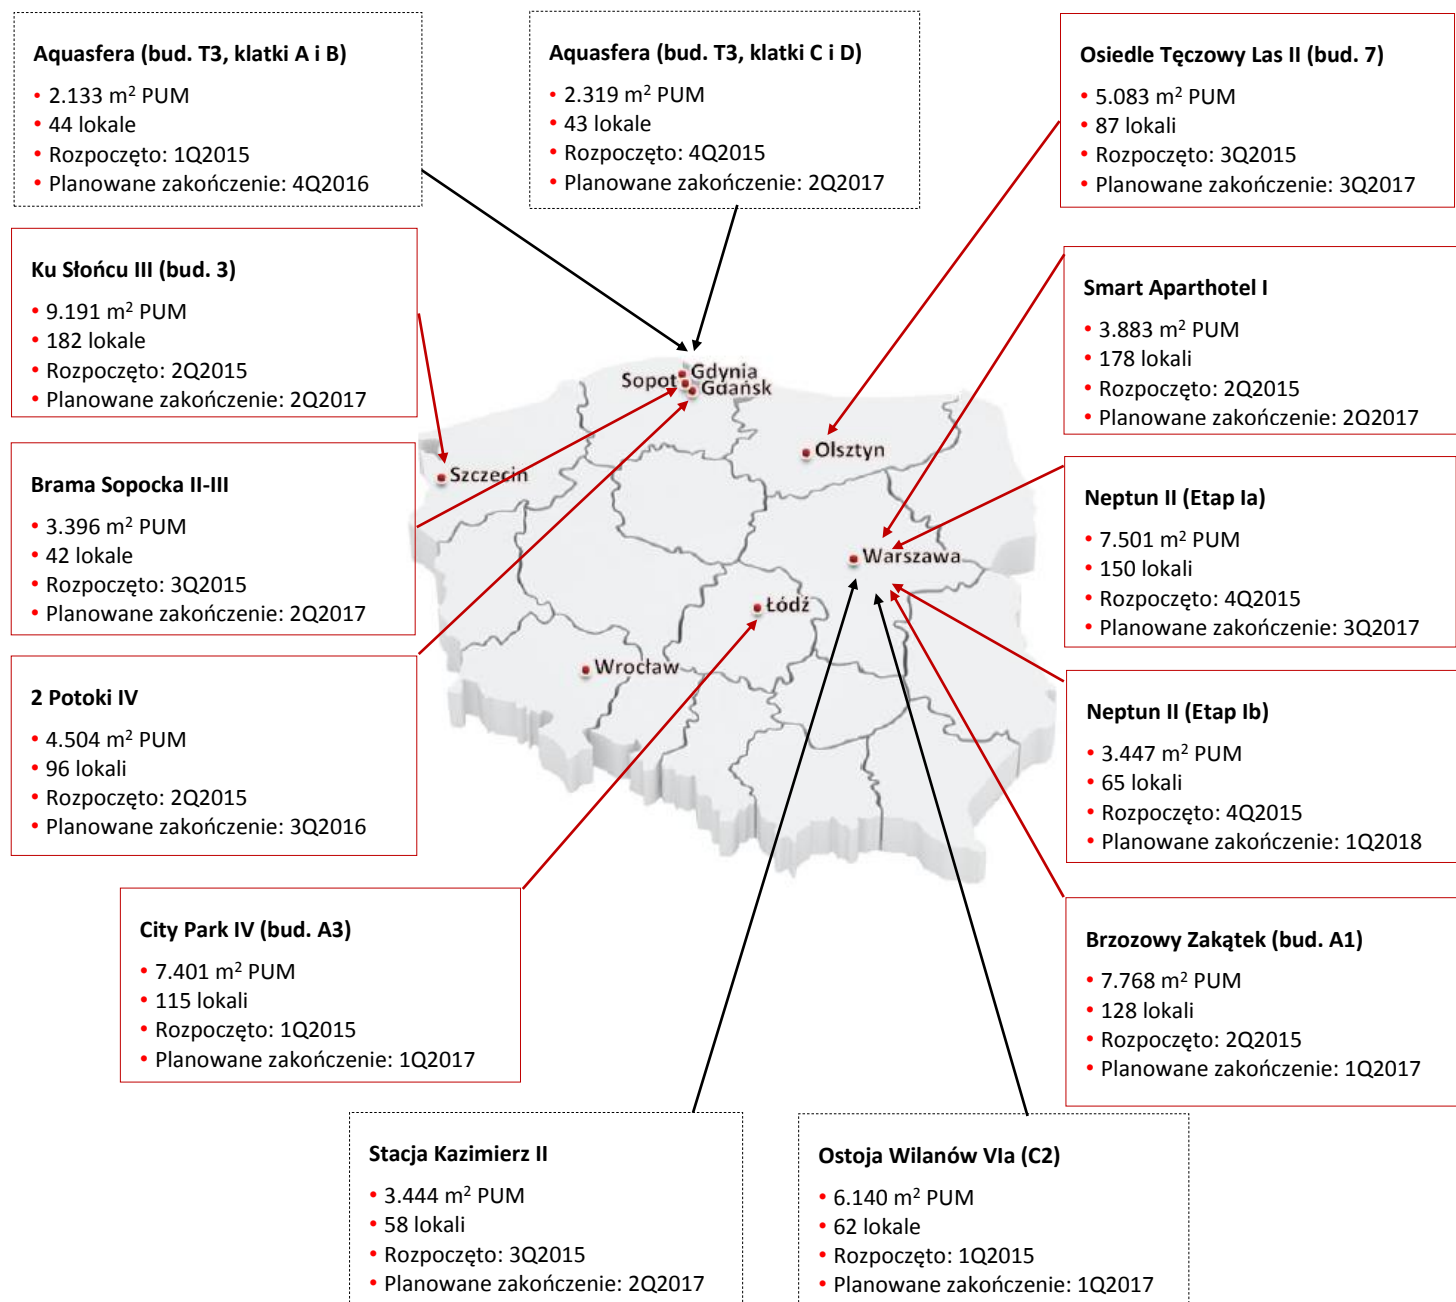 Aquasfera (bud. T3, klatki A i B)
• 2.133 m² PUM
• 44 lokale
• Rozpoczęto: 1Q2015
• Planowane zakończenie: 4Q2016
Aquasfera (bud. T3, klatki C i D)
• 2.319 m² PUM
• 43 lokale
• Rozpoczęto: 4Q2015
• Planowane zakończenie: 2Q2017
Osiedle Tęczowy Las II (bud. 7)
• 5.083 m² PUM
• 87 lokali
• Rozpoczęto: 3Q2015
• Planowane zakończenie: 3Q2017
Ku Słońcu III (bud. 3)
• 9.191 m² PUM
• 182 lokale
• Rozpoczęto: 2Q2015
• Planowane zakończenie: 2Q2017
Smart Aparthotel I
• 3.883 m² PUM
• 178 lokali
• Rozpoczęto: 2Q2015
• Planowane zakończenie: 2Q2017
Gdynia
Sopot
Gdańsk
Olsztyn
Szczecin
Warszawa
Łódź
Wrocław
Brama Sopocka II-III
• 3.396 m² PUM
• 42 lokale
• Rozpoczęto: 3Q2015
• Planowane zakończenie: 2Q2017
Neptun II (Etap Ia)
• 7.501 m² PUM
• 150 lokali
• Rozpoczęto: 4Q2015
• Planowane zakończenie: 3Q2017
2 Potoki IV
• 4.504 m² PUM
• 96 lokali
• Rozpoczęto: 2Q2015
• Planowane zakończenie: 3Q2016
Neptun II (Etap Ib)
• 3.447 m² PUM
• 65 lokali
• Rozpoczęto: 4Q2015
• Planowane zakończenie: 1Q2018
City Park IV (bud. A3)
• 7.401 m² PUM
• 115 lokali
• Rozpoczęto: 1Q2015
• Planowane zakończenie: 1Q2017
Brzozowy Zakątek (bud. A1)
• 7.768 m² PUM
• 128 lokali
• Rozpoczęto: 2Q2015
• Planowane zakończenie: 1Q2017
Stacja Kazimierz II
• 3.444 m² PUM
• 58 lokali
• Rozpoczęto: 3Q2015
• Planowane zakończenie: 2Q2017
Ostoja Wilanów VIa (C2)
• 6.140 m² PUM
• 62 lokale
• Rozpoczęto: 1Q2015
• Planowane zakończenie: 1Q2017